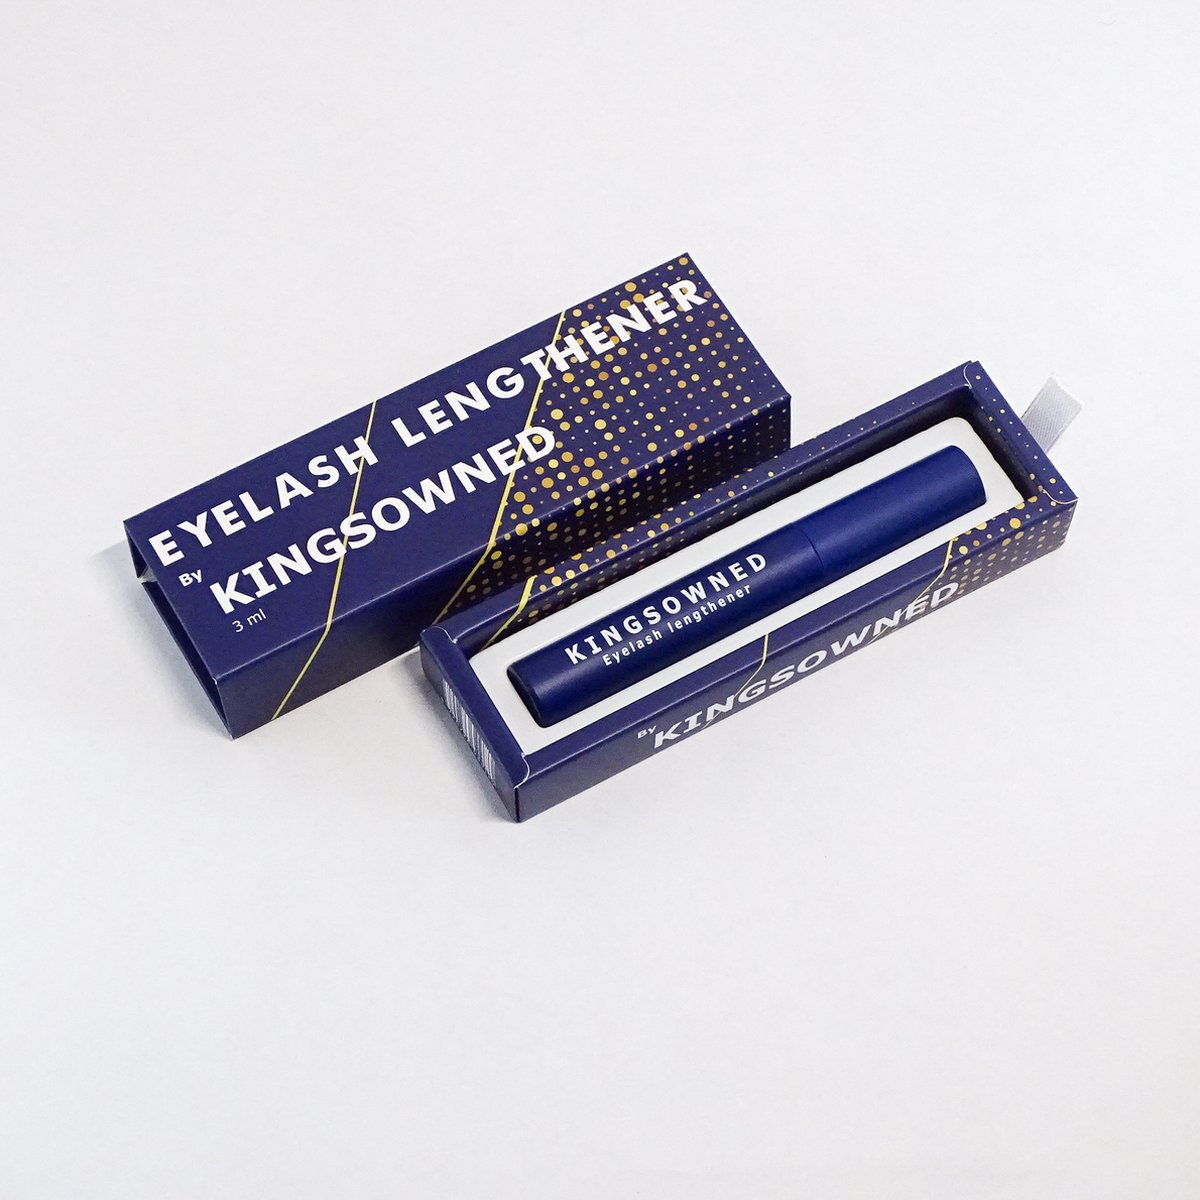 EYELASH LENGTHENER
By
KINGSOWNED
3 ml
KINGSOWNED
Eyelash lengthener
By
KINGSOWNED